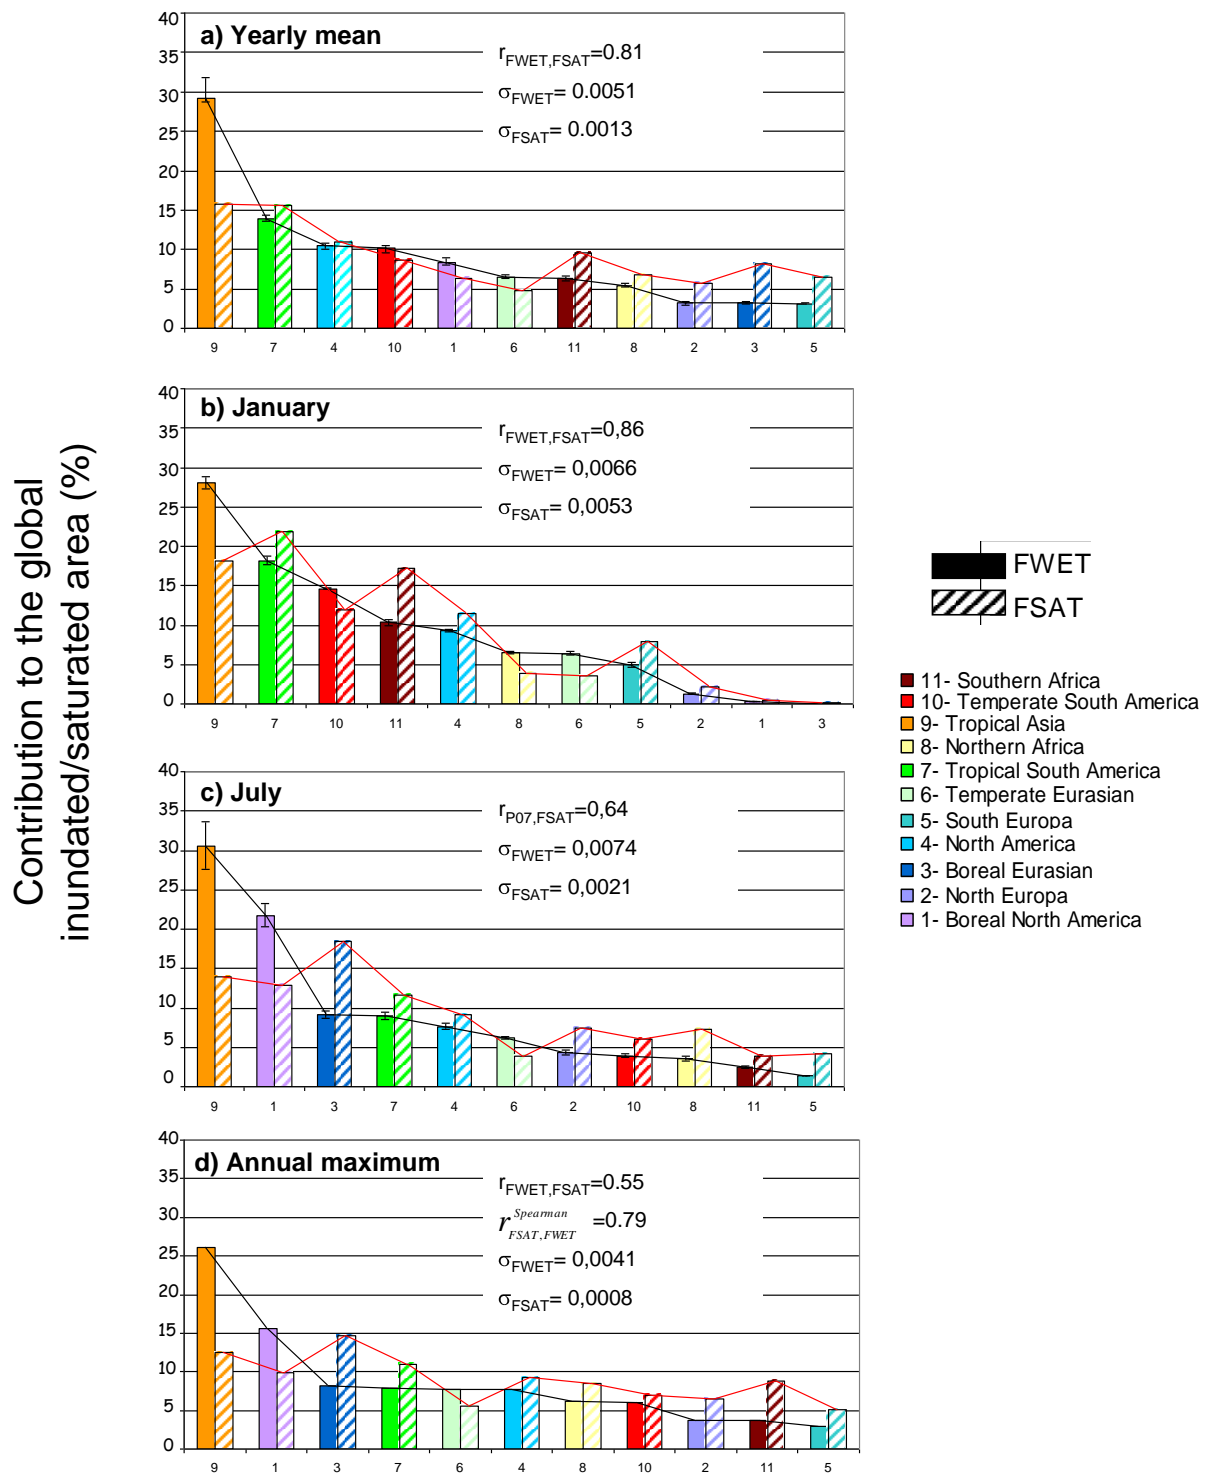 Contribution to the global
inundated/saturated area (%)
a) Yearly mean
rFWET,FSAT=0.81
σFWET= 0.0051
σFSAT= 0.0013
40
35
30
25
20
15
10
5
0
9 7 4 10 1 6 11 8 2 3 5
b) January
rFWET,FSAT=0,86
σFWET= 0,0066
σFSAT= 0,0053
40
35
30
25
20
15
10
5
0
9 7 10 11 4 8 6 5 2 1 3
c) July
rP07,FSAT=0,64
σFWET= 0,0074
σFSAT= 0,0021
40
35
30
25
20
15
10
5
0
9 1 3 7 4 6 2 10 8 11 5
d) Annual maximum
rFWET,FSAT=0.55
r Spearman FSAT,FWET =0.79
σFWET= 0,0041
σFSAT= 0,0008
40
35
30
25
20
15
10
5
0
9 1 3 7 6 4 8 10 2 11 5
FWET
FSAT
11- Southern Africa
10- Temperate South America
9- Tropical Asia
8- Northern Africa
7- Tropical South America
6- Temperate Eurasian
5- South Europa
4- North America
3- Boreal Eurasian
2- North Europa
1- Boreal North America